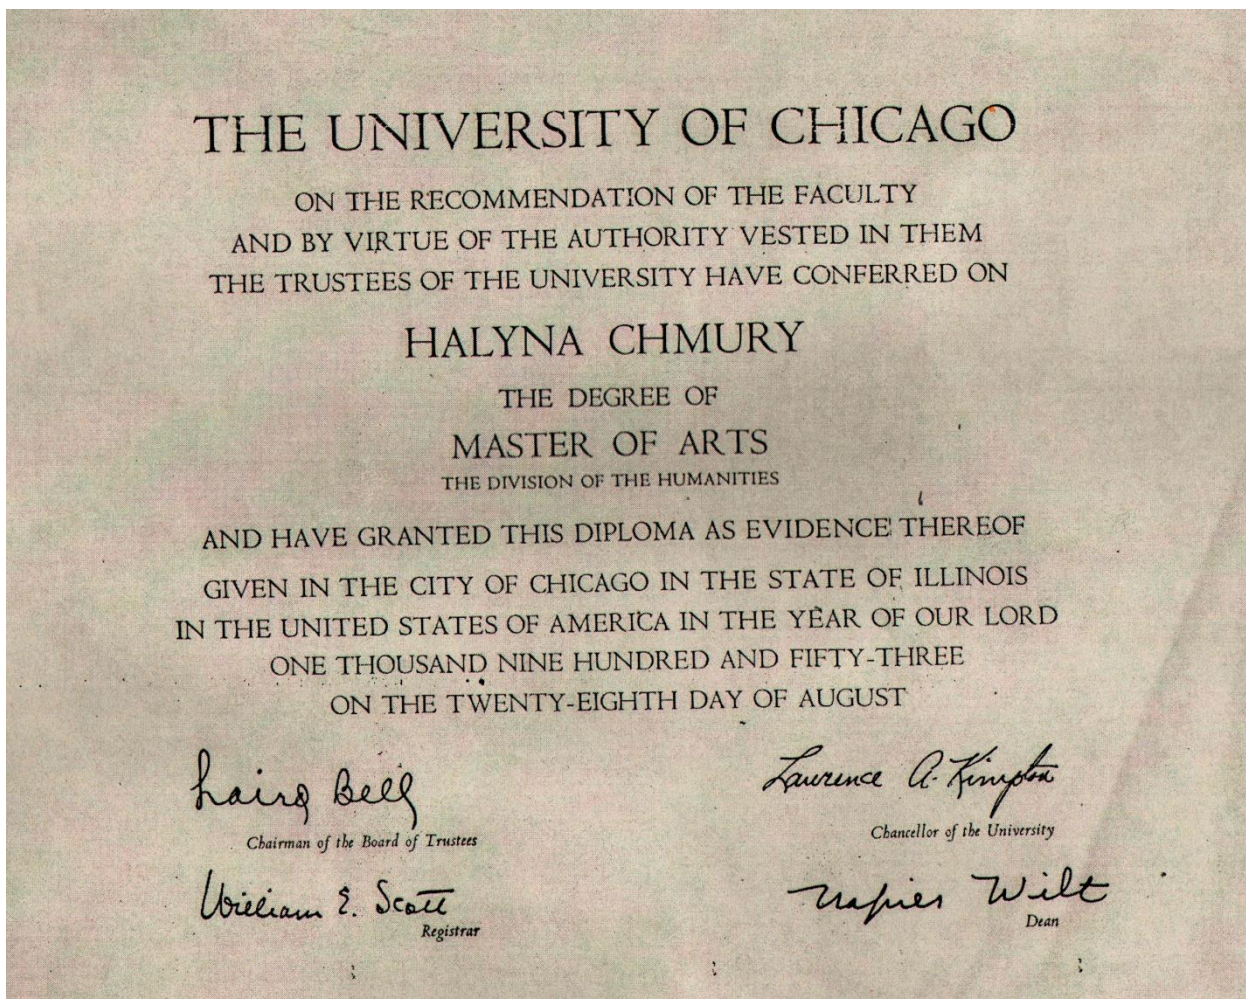 THE UNIVERSITY OF CHICAGO
ON THE RECOMMENDATION OF THE FACULTY
AND BY VIRTUE OF THE AUTHORITY VESTED IN THEM
THE TRUSTEES OF THE UNIVERSITY HAVE CONFERRED ON
HALYNA CHMURY
THE DEGREE OF
MASTER OF ARTS
THE DIVISION OF THE HUMANITIES
AND HAVE GRANTED THIS DIPLOMA AS EVIDENCE THEREOF
GIVEN IN THE CITY OF CHICAGO IN THE STATE OF ILLINOIS
IN THE UNITED STATES OF AMERICA IN THE YEAR OF OUR LORD
ONE THOUSAND NINE HUNDRED AND FIFTY-THREE
ON THE TWENTY-EIGHTH DAY OF AUGUST
Laird Bell
Chairman of the Board of Trustees
Lawrence A. Kimpton
Chancellor of the University
William E. Scott
Registrar
Napier Wilt
Dean